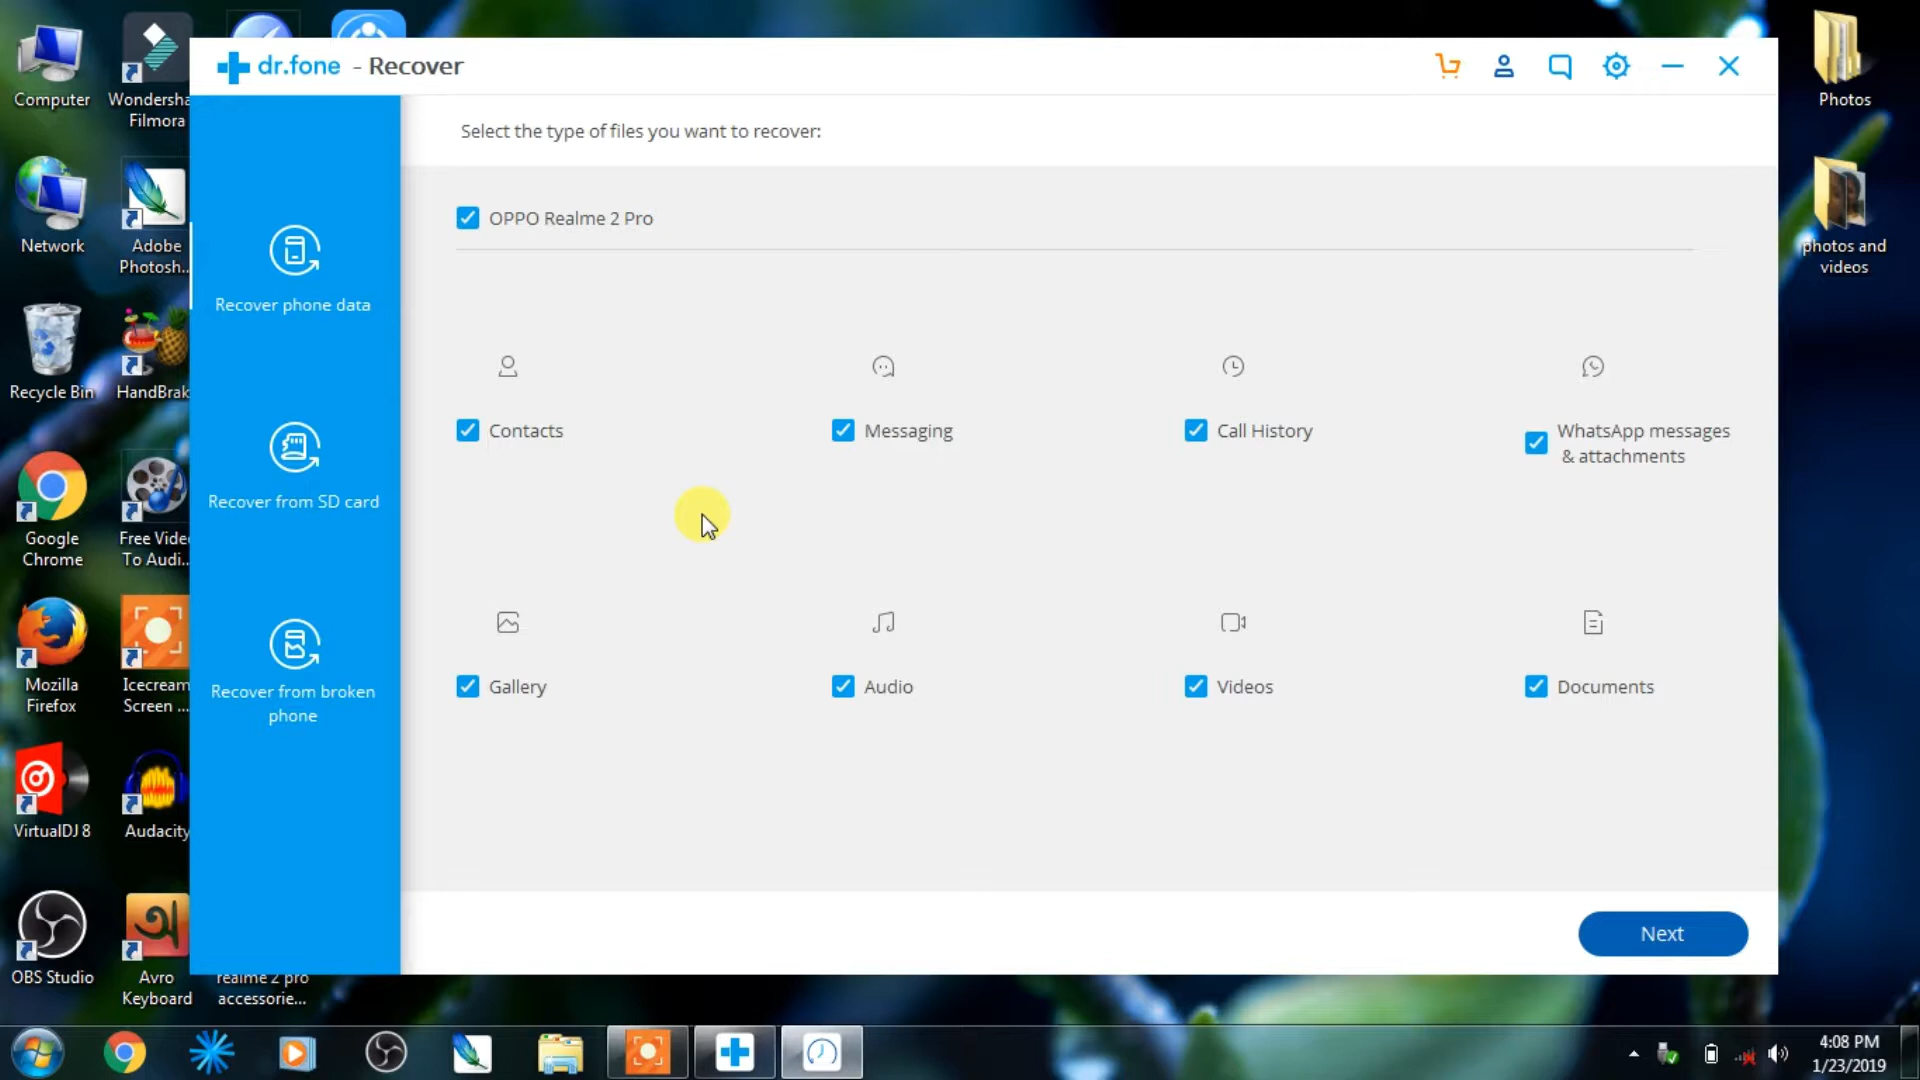 dr.fone - Recover
Select the type of files you want to recover:
OPPO Realme 2 Pro
Contacts
Messaging
Call History
WhatsApp messages
& attachments
Gallery
Audio
Videos
Documents
Next
Recover phone data
Recover from SD card
Recover from broken
phone
Computer
Wondersha
Filmora
Network
Adobe
Photosh...
Recycle Bin
HandBrak
Google
Chrome
Free Vide
To Audi...
Mozilla
Firefox
Icecream
Screen ...
VirtualDJ 8
Audacity
OBS Studio
অ
Avro
Keyboard
realme 2 pro
accessorie...
Photos
photos and
videos
4:08 PM
1/23/2019